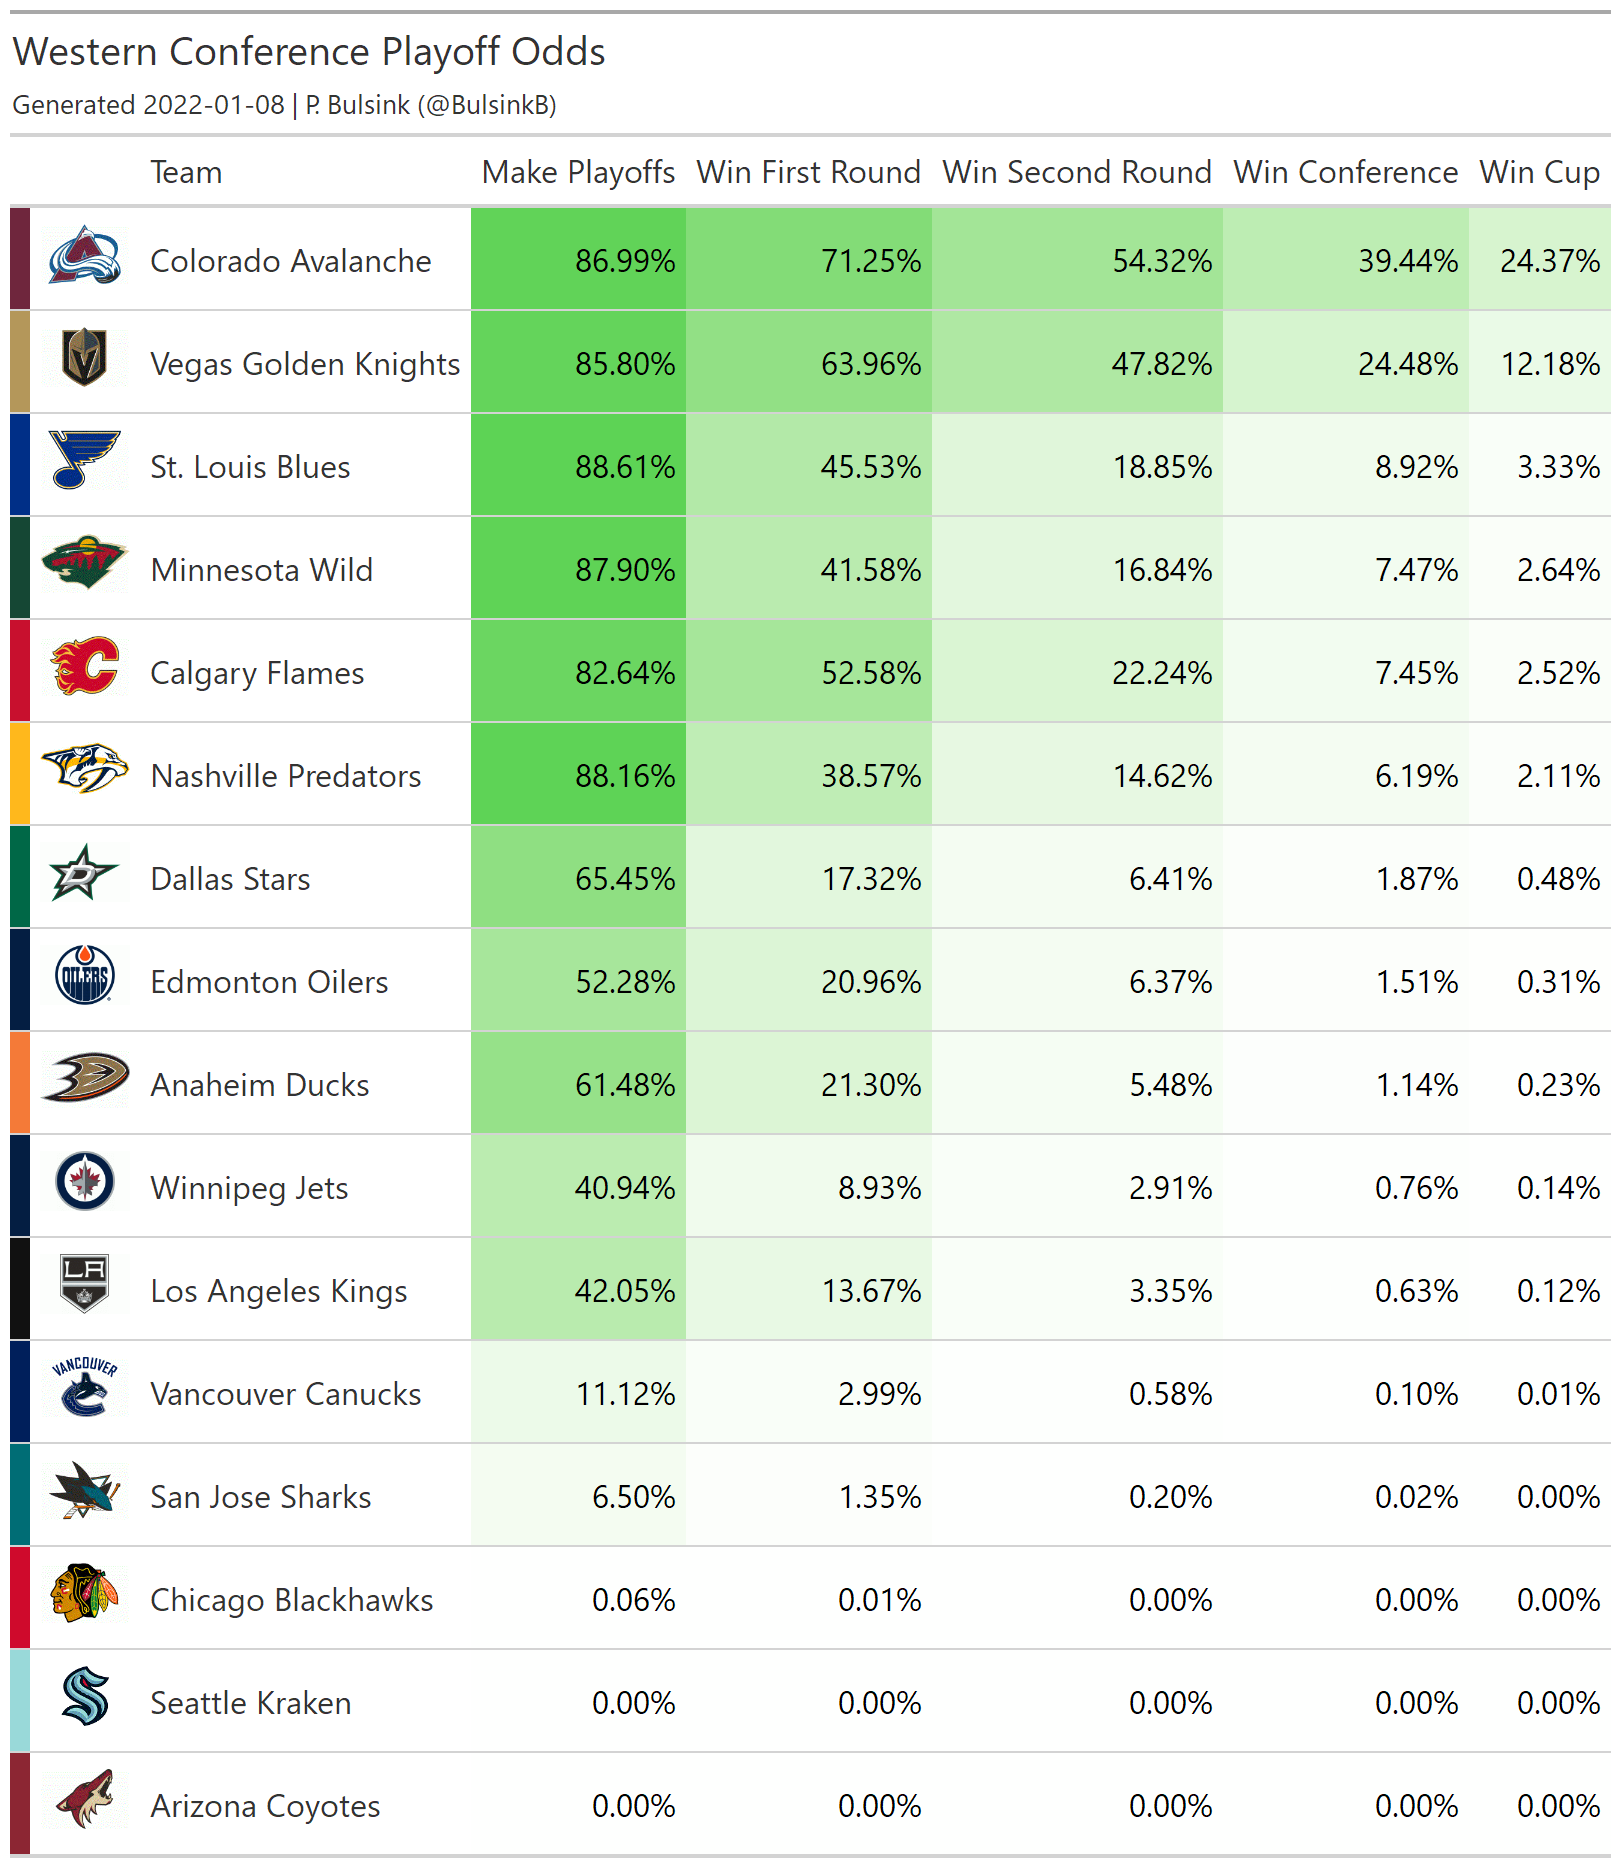 Western Conference Playoff Odds
Generated 2022-01-08 | P. Bulsink (@BulsinkB)
Team Make Playoffs Win First Round Win Second Round Win Conference Win Cup
Colorado Avalanche 86.99% 71.25% 54.32% 39.44% 24.37%
Vegas Golden Knights 85.80% 63.96% 47.82% 24.48% 12.18%
St. Louis Blues 88.61% 45.53% 18.85% 8.92% 3.33%
Minnesota Wild 87.90% 41.58% 16.84% 7.47% 2.64%
Calgary Flames 82.64% 52.58% 22.24% 7.45% 2.52%
Nashville Predators 88.16% 38.57% 14.62% 6.19% 2.11%
Dallas Stars 65.45% 17.32% 6.41% 1.87% 0.48%
OILERS Edmonton Oilers 52.28% 20.96% 6.37% 1.51% 0.31%
Anaheim Ducks 61.48% 21.30% 5.48% 1.14% 0.23%
Winnipeg Jets 40.94% 8.93% 2.91% 0.76% 0.14%
LA Los Angeles Kings 42.05% 13.67% 3.35% 0.63% 0.12%
VANCOUVER Vancouver Canucks 11.12% 2.99% 0.58% 0.10% 0.01%
San Jose Sharks 6.50% 1.35% 0.20% 0.02% 0.00%
Chicago Blackhawks 0.06% 0.01% 0.00% 0.00% 0.00%
Seattle Kraken 0.00% 0.00% 0.00% 0.00% 0.00%
Arizona Coyotes 0.00% 0.00% 0.00% 0.00% 0.00%